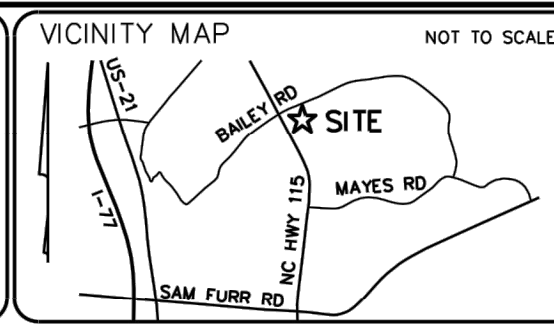 VICINITY MAP
NOT TO SCALE
US-21
BAILEY RD
SITE
I-77
MAYES RD
NC HWY 115
SAM FURR RD